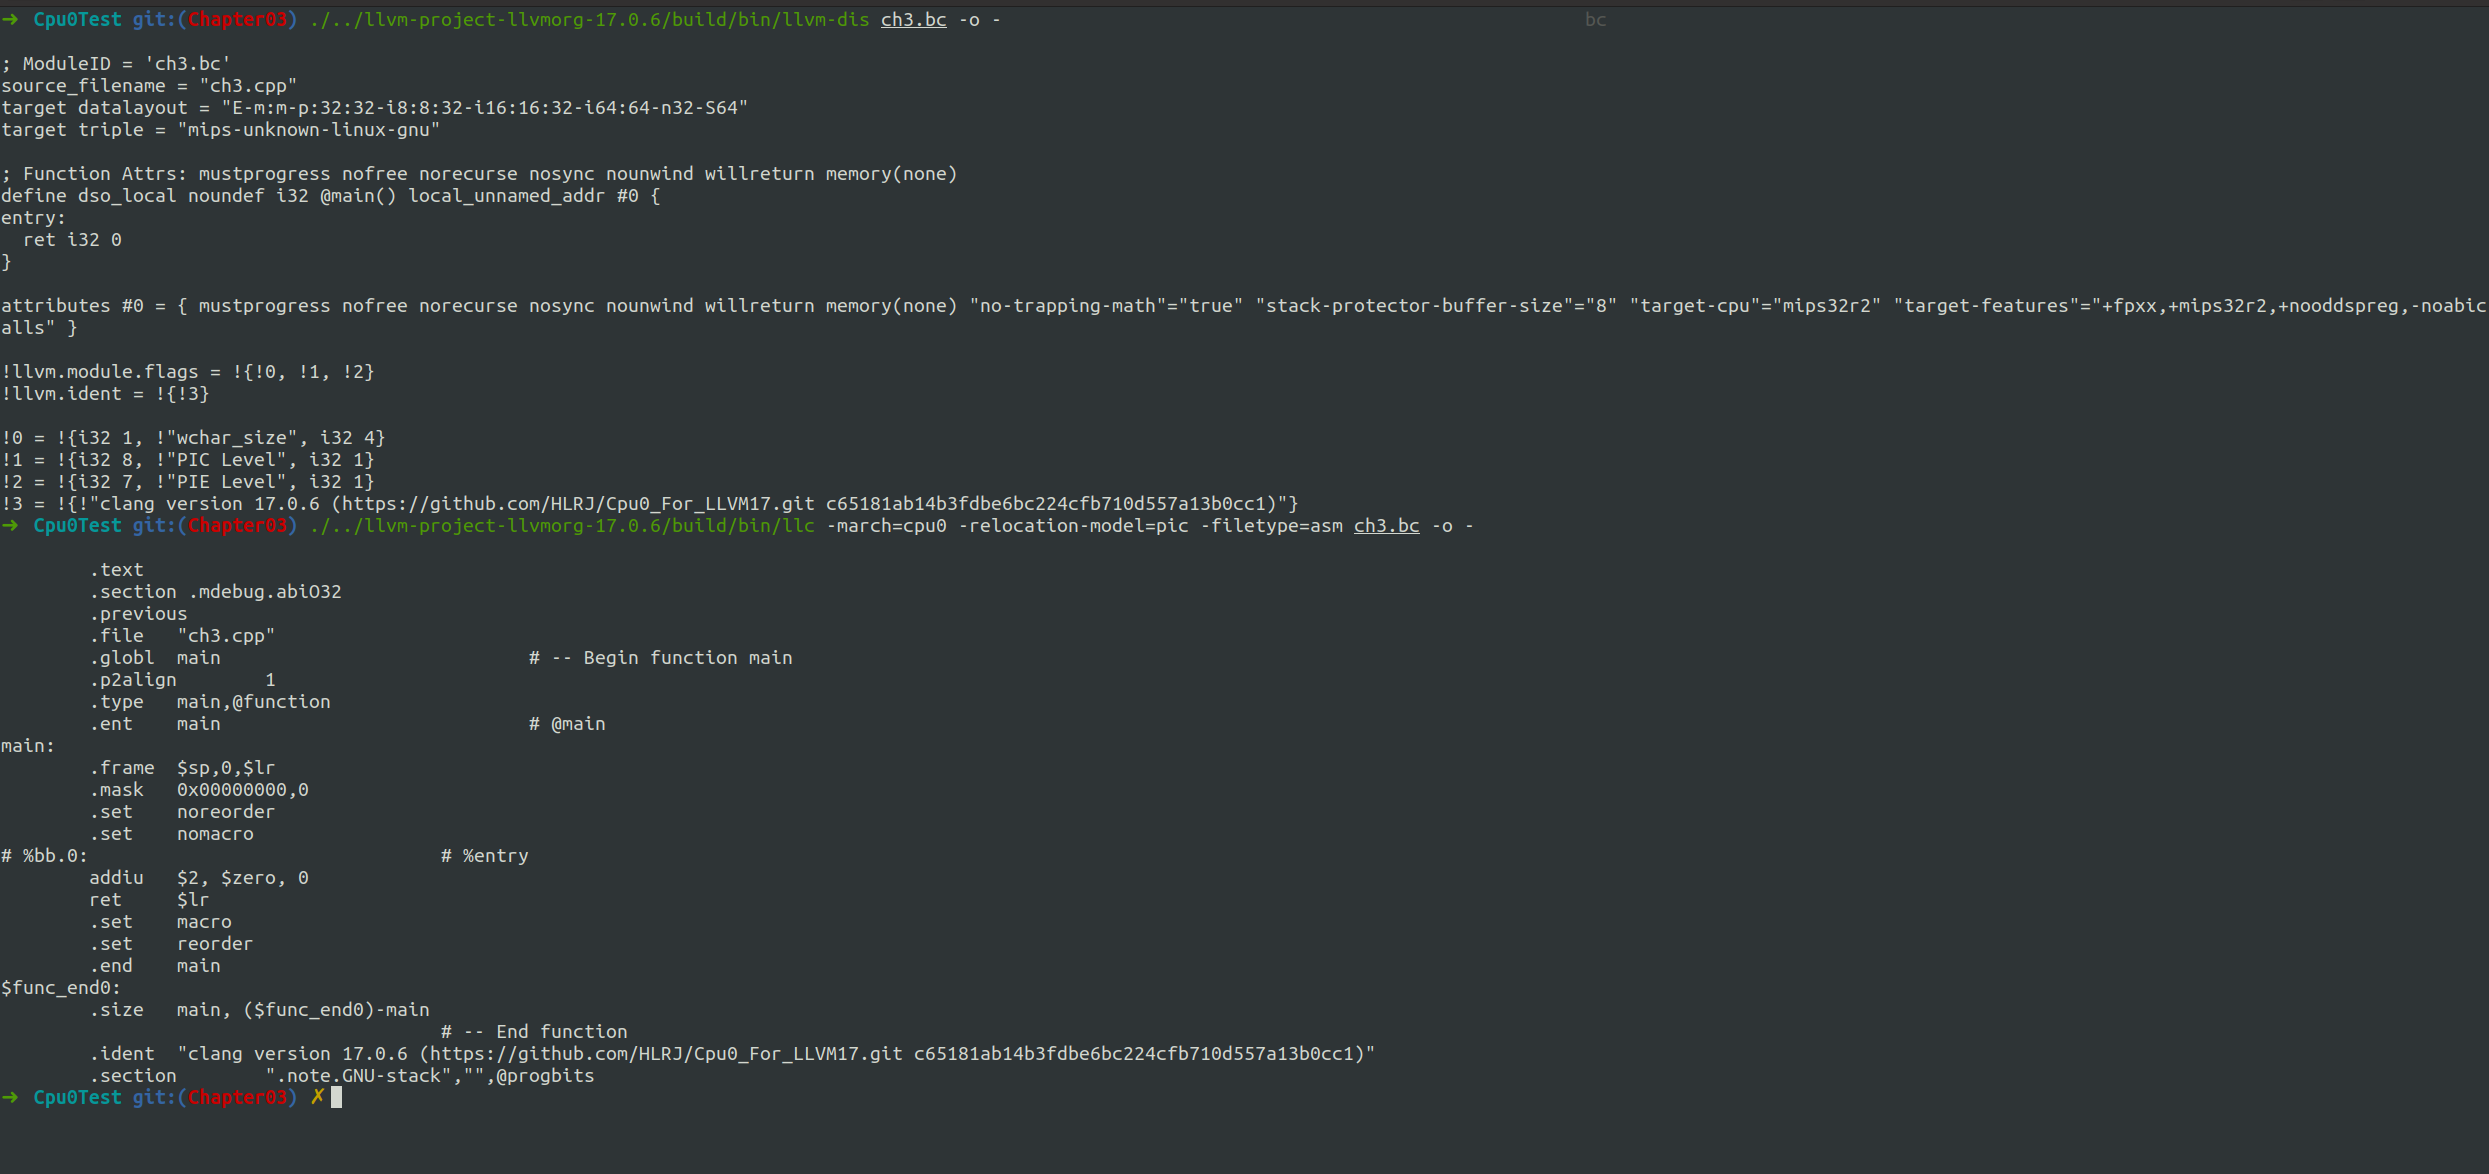 ➜  Cpu0Test git:(Chapter03) ./../llvm-project-llvmorg-17.0.6/build/bin/llvm-dis ch3.bc -o - bc

; ModuleID = 'ch3.bc'
source_filename = "ch3.cpp"
target datalayout = "E-m:m-p:32:32-i8:8:32-i16:16:32-i64:64-n32-S64"
target triple = "mips-unknown-linux-gnu"

; Function Attrs: mustprogress nofree norecurse nosync nounwind willreturn memory(none)
define dso_local noundef i32 @main() local_unnamed_addr #0 {
entry:
  ret i32 0
}

attributes #0 = { mustprogress nofree norecurse nosync nounwind willreturn memory(none) "no-trapping-math"="true" "stack-protector-buffer-size"="8" "target-cpu"="mips32r2" "target-features"="+fpxx,+mips32r2,+nooddspreg,-noabic
alls" }

!llvm.module.flags = !{!0, !1, !2}
!llvm.ident = !{!3}

!0 = !{i32 1, !"wchar_size", i32 4}
!1 = !{i32 8, !"PIC Level", i32 1}
!2 = !{i32 7, !"PIE Level", i32 1}
!3 = !{!"clang version 17.0.6 (https://github.com/HLRJ/Cpu0_For_LLVM17.git c65181ab14b3fdbe6bc224cfb710d557a13b0cc1)"}
➜  Cpu0Test git:(Chapter03) ./../llvm-project-llvmorg-17.0.6/build/bin/llc -march=cpu0 -relocation-model=pic -filetype=asm ch3.bc -o -

        .text
        .section .mdebug.abiO32
        .previous
        .file   "ch3.cpp"
        .globl  main                            # -- Begin function main
        .p2align        1
        .type   main,@function
        .ent    main                            # @main
main:
        .frame  $sp,0,$lr
        .mask   0x00000000,0
        .set    noreorder
        .set    nomacro
# %bb.0:                                # %entry
        addiu   $2, $zero, 0
        ret     $lr
        .set    macro
        .set    reorder
        .end    main
$func_end0:
        .size   main, ($func_end0)-main
                                        # -- End function
        .ident  "clang version 17.0.6 (https://github.com/HLRJ/Cpu0_For_LLVM17.git c65181ab14b3fdbe6bc224cfb710d557a13b0cc1)"
        .section        ".note.GNU-stack","",@progbits
➜  Cpu0Test git:(Chapter03) ✗